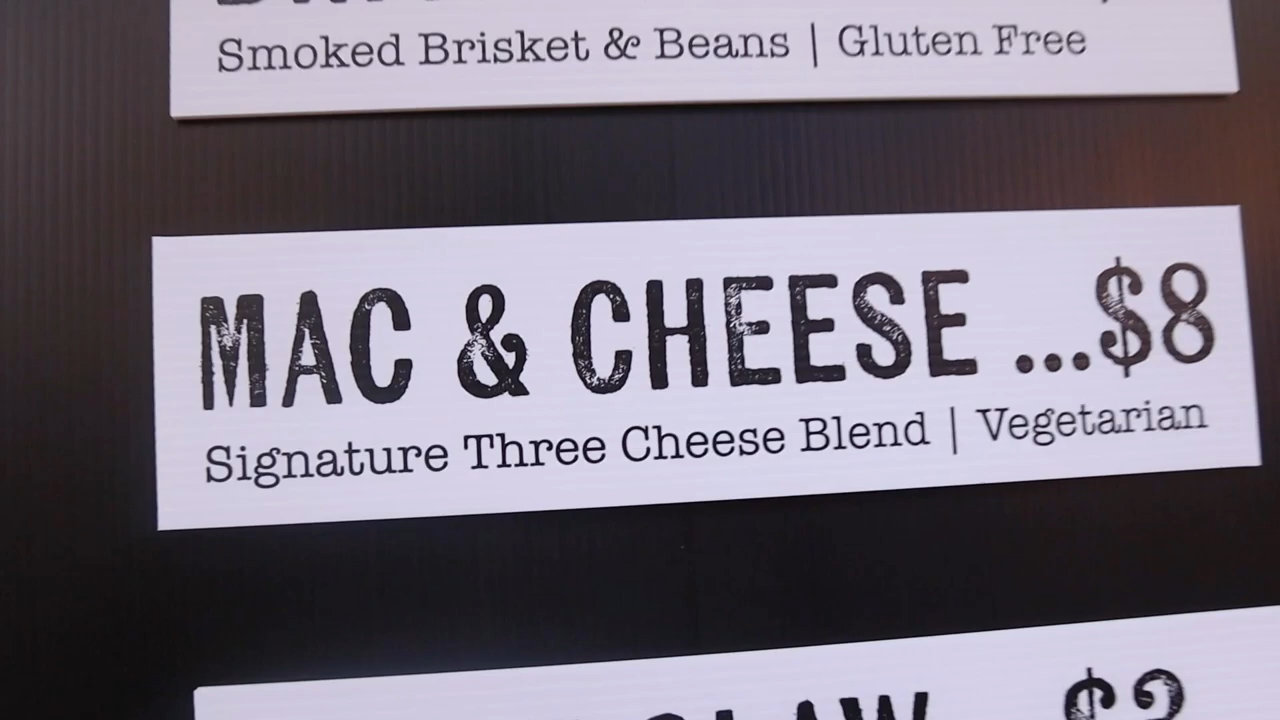 Smoked Brisket & Beans | Gluten Free
MAC & CHEESE ...$8
Signature Three Cheese Blend | Vegetarian